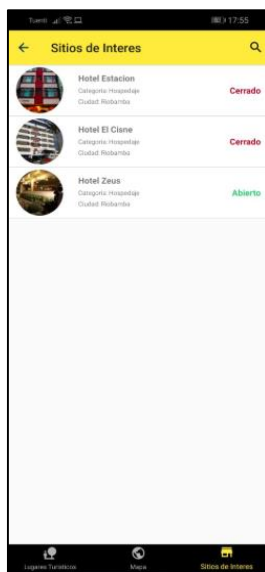 Tuenti 17:55
Sitios de Interes
Hotel Estacion
Categoria: Hospedaje
Cerrado
Ciudad: Riobamba
Hotel El Cisne
Categoria: Hospedaje
Cerrado
Ciudad: Riobamba
Hotel Zeus
Categoria: Hospedaje
Abierto
Ciudad: Riobamba
Lugares Turisticos Mapa Sitios de Interes